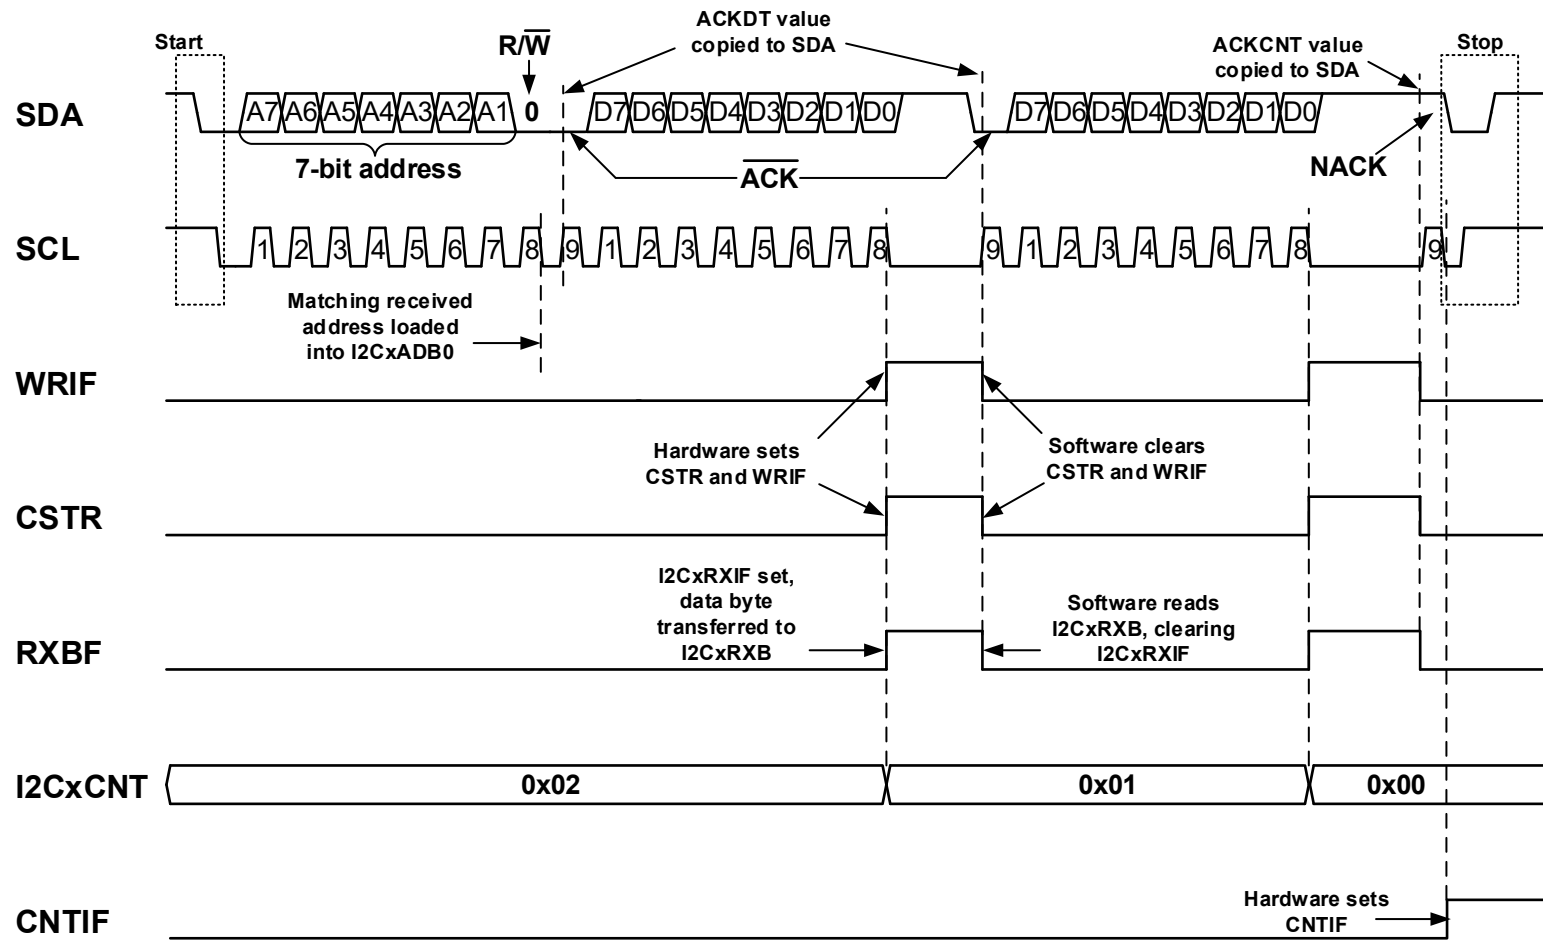 Start
R/W
ACKDT value
copied to SDA
ACKCNT value
copied to SDA
Stop
SDA
A7 A6 A5 A4 A3 A2 A1 0 D7 D6 D5 D4 D3 D2 D1 D0 D7 D6 D5 D4 D3 D2 D1 D0
7-bit address
ACK
NACK
SCL
1 2 3 4 5 6 7 8 9 1 2 3 4 5 6 7 8 9 1 2 3 4 5 6 7 8 9
Matching received
address loaded
into I2CxADB0
WRIF
Hardware sets
CSTR and WRIF
Software clears
CSTR and WRIF
CSTR
I2CxRXIF set,
data byte
transferred to
I2CxRXB
Software reads
I2CxRXB, clearing
I2CxRXIF
RXBF
I2CxCNT
0x02 0x01 0x00
Hardware sets
CNTIF
CNTIF